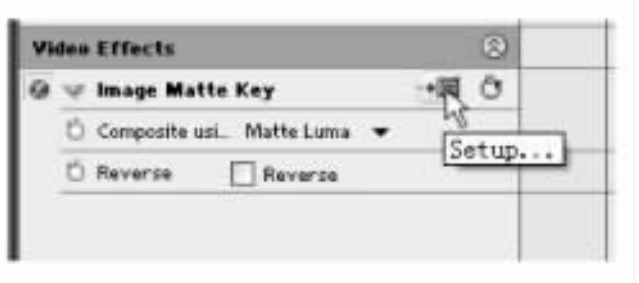 Video Effects
Image Matte Key
Composite usi... Matte Luma
Setup...
Reverse Reverse